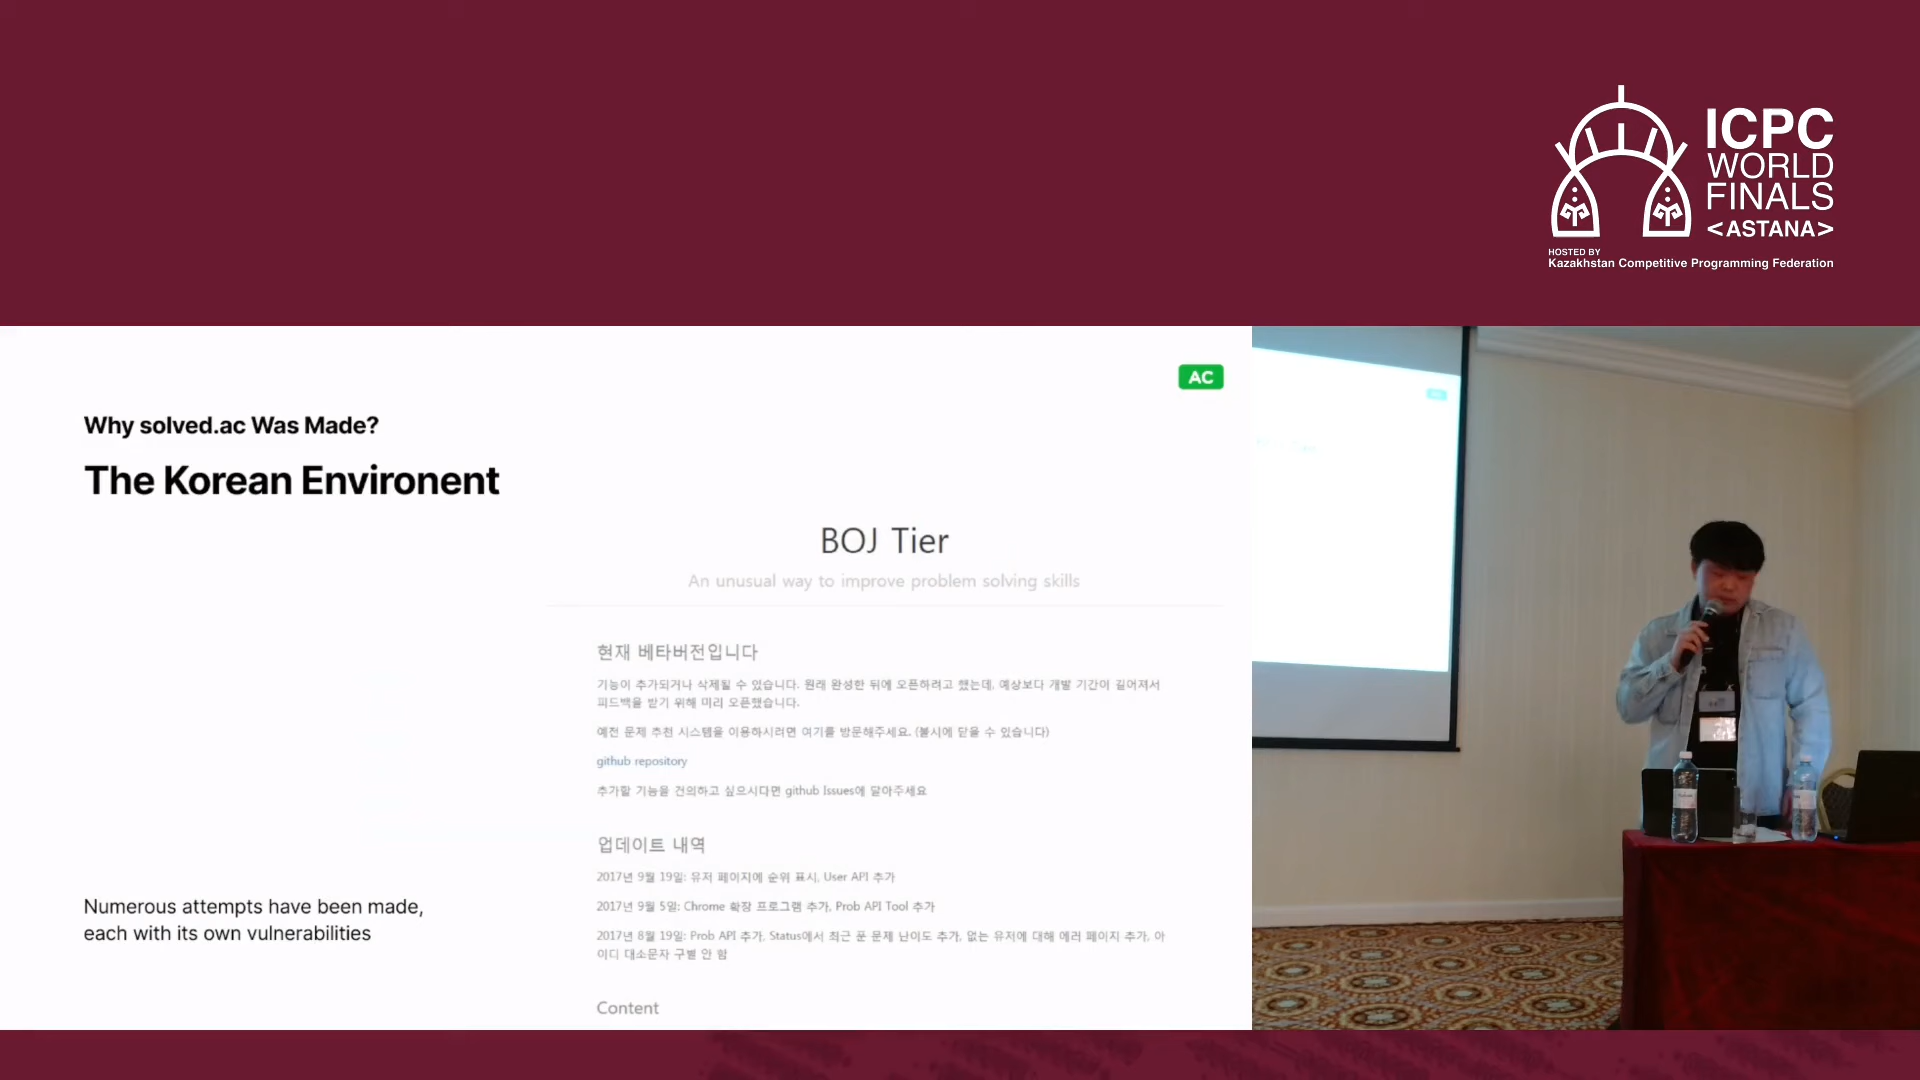 ICPC
WORLD
FINALS
<ASTANA>
HOSTED BY
Kazakhstan Competitive Programming Federation
AC
Why solved.ac Was Made?
The Korean Environent
BOJ Tier
An unusual way to improve problem solving skills
현재 베타버전입니다
기능이 추가되거나 삭제될 수 있습니다. 원래 완성한 뒤에 오픈하려고 했는데, 예상보다 개발 기간이 길어져서
피드백을 받기 위해 미리 오픈했습니다.
예전 문제 추천 시스템을 이용하시려면 여기를 방문해주세요. (불시에 닫을 수 있습니다)
github repository
추가할 기능을 건의하고 싶으시다면 github Issues에 달아주세요
업데이트 내역
2017년 9월 19일: 유저 페이지에 순위 표시, User API 추가
2017년 9월 5일: Chrome 확장 프로그램 추가, Prob API Tool 추가
2017년 8월 19일: Prob API 추가, Status에서 최근 푼 문제 난이도 추가, 없는 유저에 대해 에러 페이지 추가, 아
이디 대소문자 구별 안 함
Content
Numerous attempts have been made,
each with its own vulnerabilities